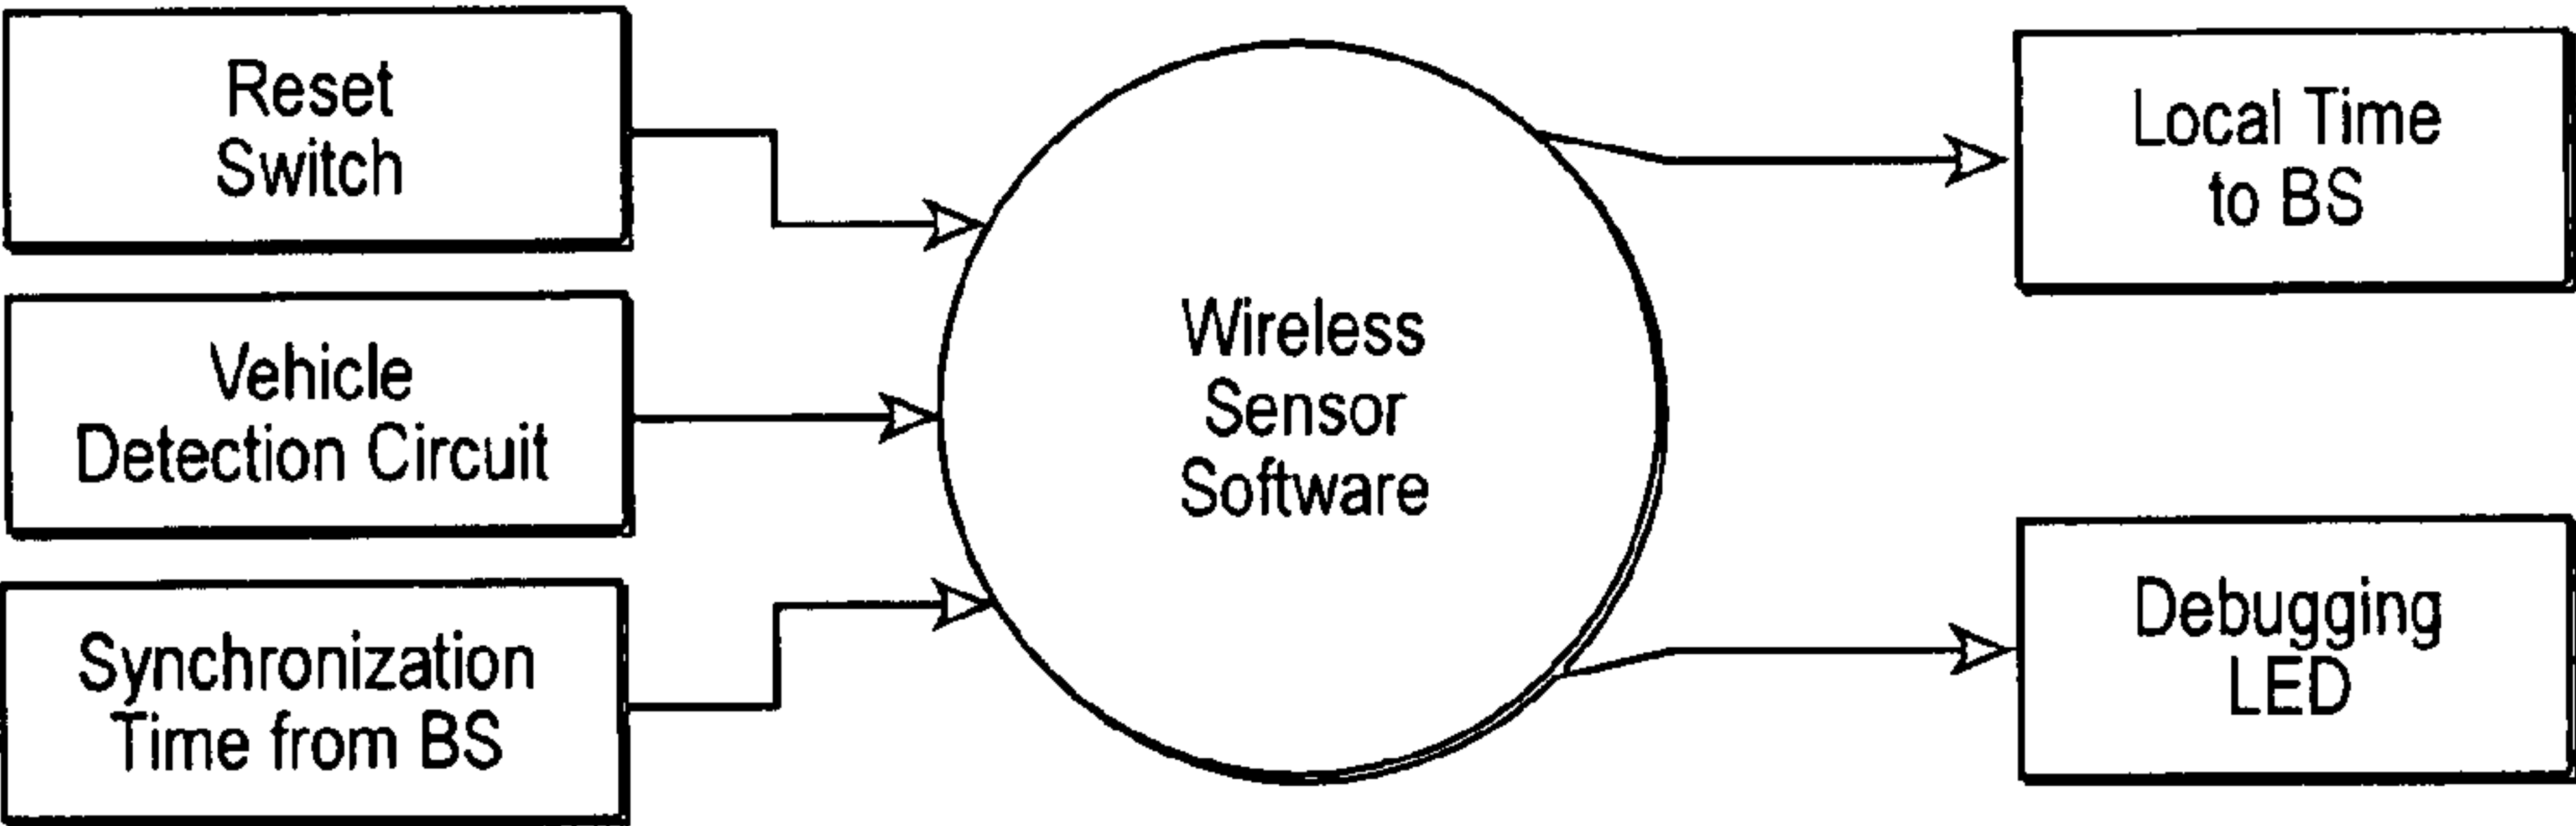 Reset
Switch
Vehicle
Detection Circuit
Synchronization
Time from BS
Wireless
Sensor
Software
Local Time
to BS
Debugging
LED